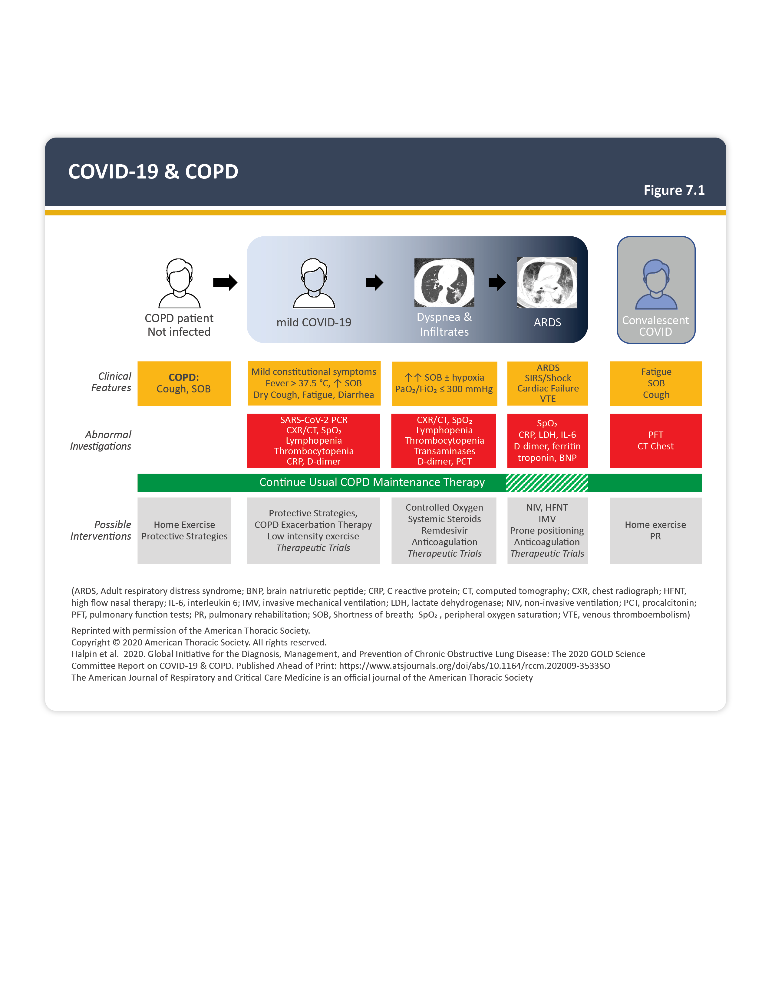 COVID-19 & COPD
Figure 7.1
COPD patient
Not infected
mild COVID-19
Dyspnea &
Infiltrates
ARDS
Convalescent
COVID
Clinical
Features
COPD:
Cough, SOB
Mild constitutional symptoms
Fever > 37.5 °C, ↑ SOB
Dry Cough, Fatigue, Diarrhea
↑↑ SOB ± hypoxia
PaO₂/FiO₂ ≤ 300 mmHg
ARDS
SIRS/Shock
Cardiac Failure
VTE
Fatigue
SOB
Cough
Abnormal
Investigations
SARS-CoV-2 PCR
CXR/CT, SpO₂
Lymphopenia
Thrombocytopenia
CRP, D-dimer
CXR/CT, SpO₂
Lymphopenia
Thrombocytopenia
Transaminases
D-dimer, PCT
SpO₂
CRP, LDH, IL-6
D-dimer, ferritin
troponin, BNP
PFT
CT Chest
Continue Usual COPD Maintenance Therapy
Possible
Interventions
Home Exercise
Protective Strategies
Protective Strategies,
COPD Exacerbation Therapy
Low intensity exercise
Therapeutic Trials
Controlled Oxygen
Systemic Steroids
Remdesivir
Anticoagulation
Therapeutic Trials
NIV, HFNT
IMV
Prone positioning
Anticoagulation
Therapeutic Trials
Home exercise
PR
(ARDS, Adult respiratory distress syndrome; BNP, brain natriuretic peptide; CRP, C reactive protein; CT, computed tomography; CXR, chest radiograph; HFNT,
high flow nasal therapy; IL-6, interleukin 6; IMV, invasive mechanical ventilation; LDH, lactate dehydrogenase; NIV, non-invasive ventilation; PCT, procalcitonin;
PFT, pulmonary function tests; PR, pulmonary rehabilitation; SOB, Shortness of breath; SpO₂ , peripheral oxygen saturation; VTE, venous thromboembolism)
Reprinted with permission of the American Thoracic Society.
Copyright © 2020 American Thoracic Society. All rights reserved.
Halpin et al. 2020. Global Initiative for the Diagnosis, Management, and Prevention of Chronic Obstructive Lung Disease: The 2020 GOLD Science
Committee Report on COVID-19 & COPD. Published Ahead of Print: https://www.atsjournals.org/doi/abs/10.1164/rccm.202009-3533SO
The American Journal of Respiratory and Critical Care Medicine is an official journal of the American Thoracic Society